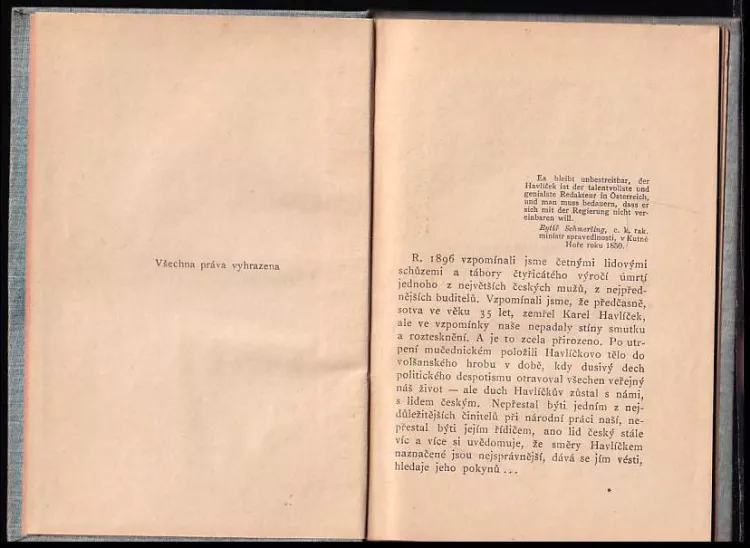 Všechna práva vyhrazena
Es bleibt unbestreitbar, der
Havlíček ist der talentvollste und
genialste Redakteur in Österreich,
und man muss bedauern, dass er
sich mit der Regierung nicht ver-
einbaren will.
Rytíř Schmerling, c. k. rak.
ministr spravedlnosti, v Kutné
Hoře roku 1850.
R. 1896 vzpomínali jsme četnými lidovými
schůzemi a tábory čtyřicátého výročí úmrtí
jednoho z největších českých mužů, z nejpřed-
nějších buditelů. Vzpomínali jsme, že předčasně,
sotva ve věku 35 let, zemřel Karel Havlíček,
ale ve vzpomínky naše nepadaly stíny smutku
a roztesknění. A je to zcela přirozeno. Po utr-
pení mučednickém položili Havlíčkovo tělo do
volšanského hrobu v době, kdy dusivý dech
politického despotismu otravoval všechen veřejný
náš život — ale duch Havlíčkův zůstal s námi,
s lidem českým. Nepřestal býti jedním z nej-
důležitějších činitelů při národní práci naší, ne-
přestal býti jejím řídičem, ano lid český stále
víc a více si uvědomuje, že směry Havlíčkem
naznačené jsou nejsprávnější, dává se jím vésti,
hledaje jeho pokynů ...
*